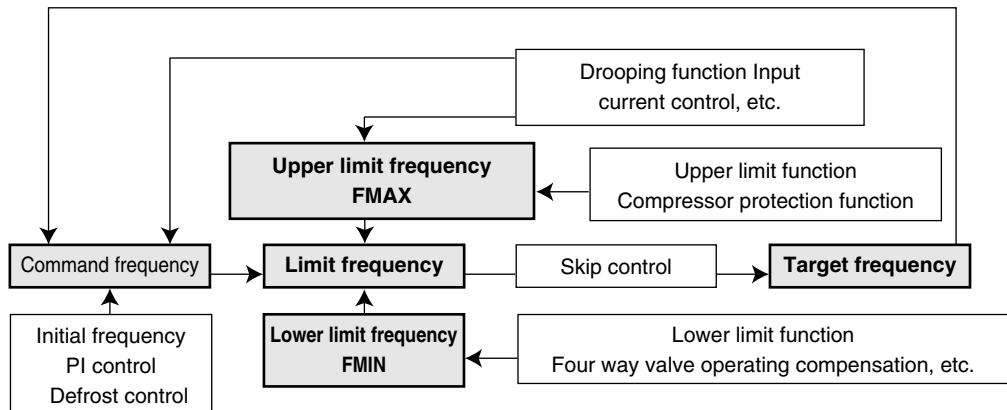 Drooping function Input
current control, etc.
Upper limit frequency
FMAX
Upper limit function
Compressor protection function
Command frequency
Limit frequency
Skip control
Target frequency
Initial frequency
PI control
Defrost control
Lower limit frequency
FMIN
Lower limit function
Four way valve operating compensation, etc.